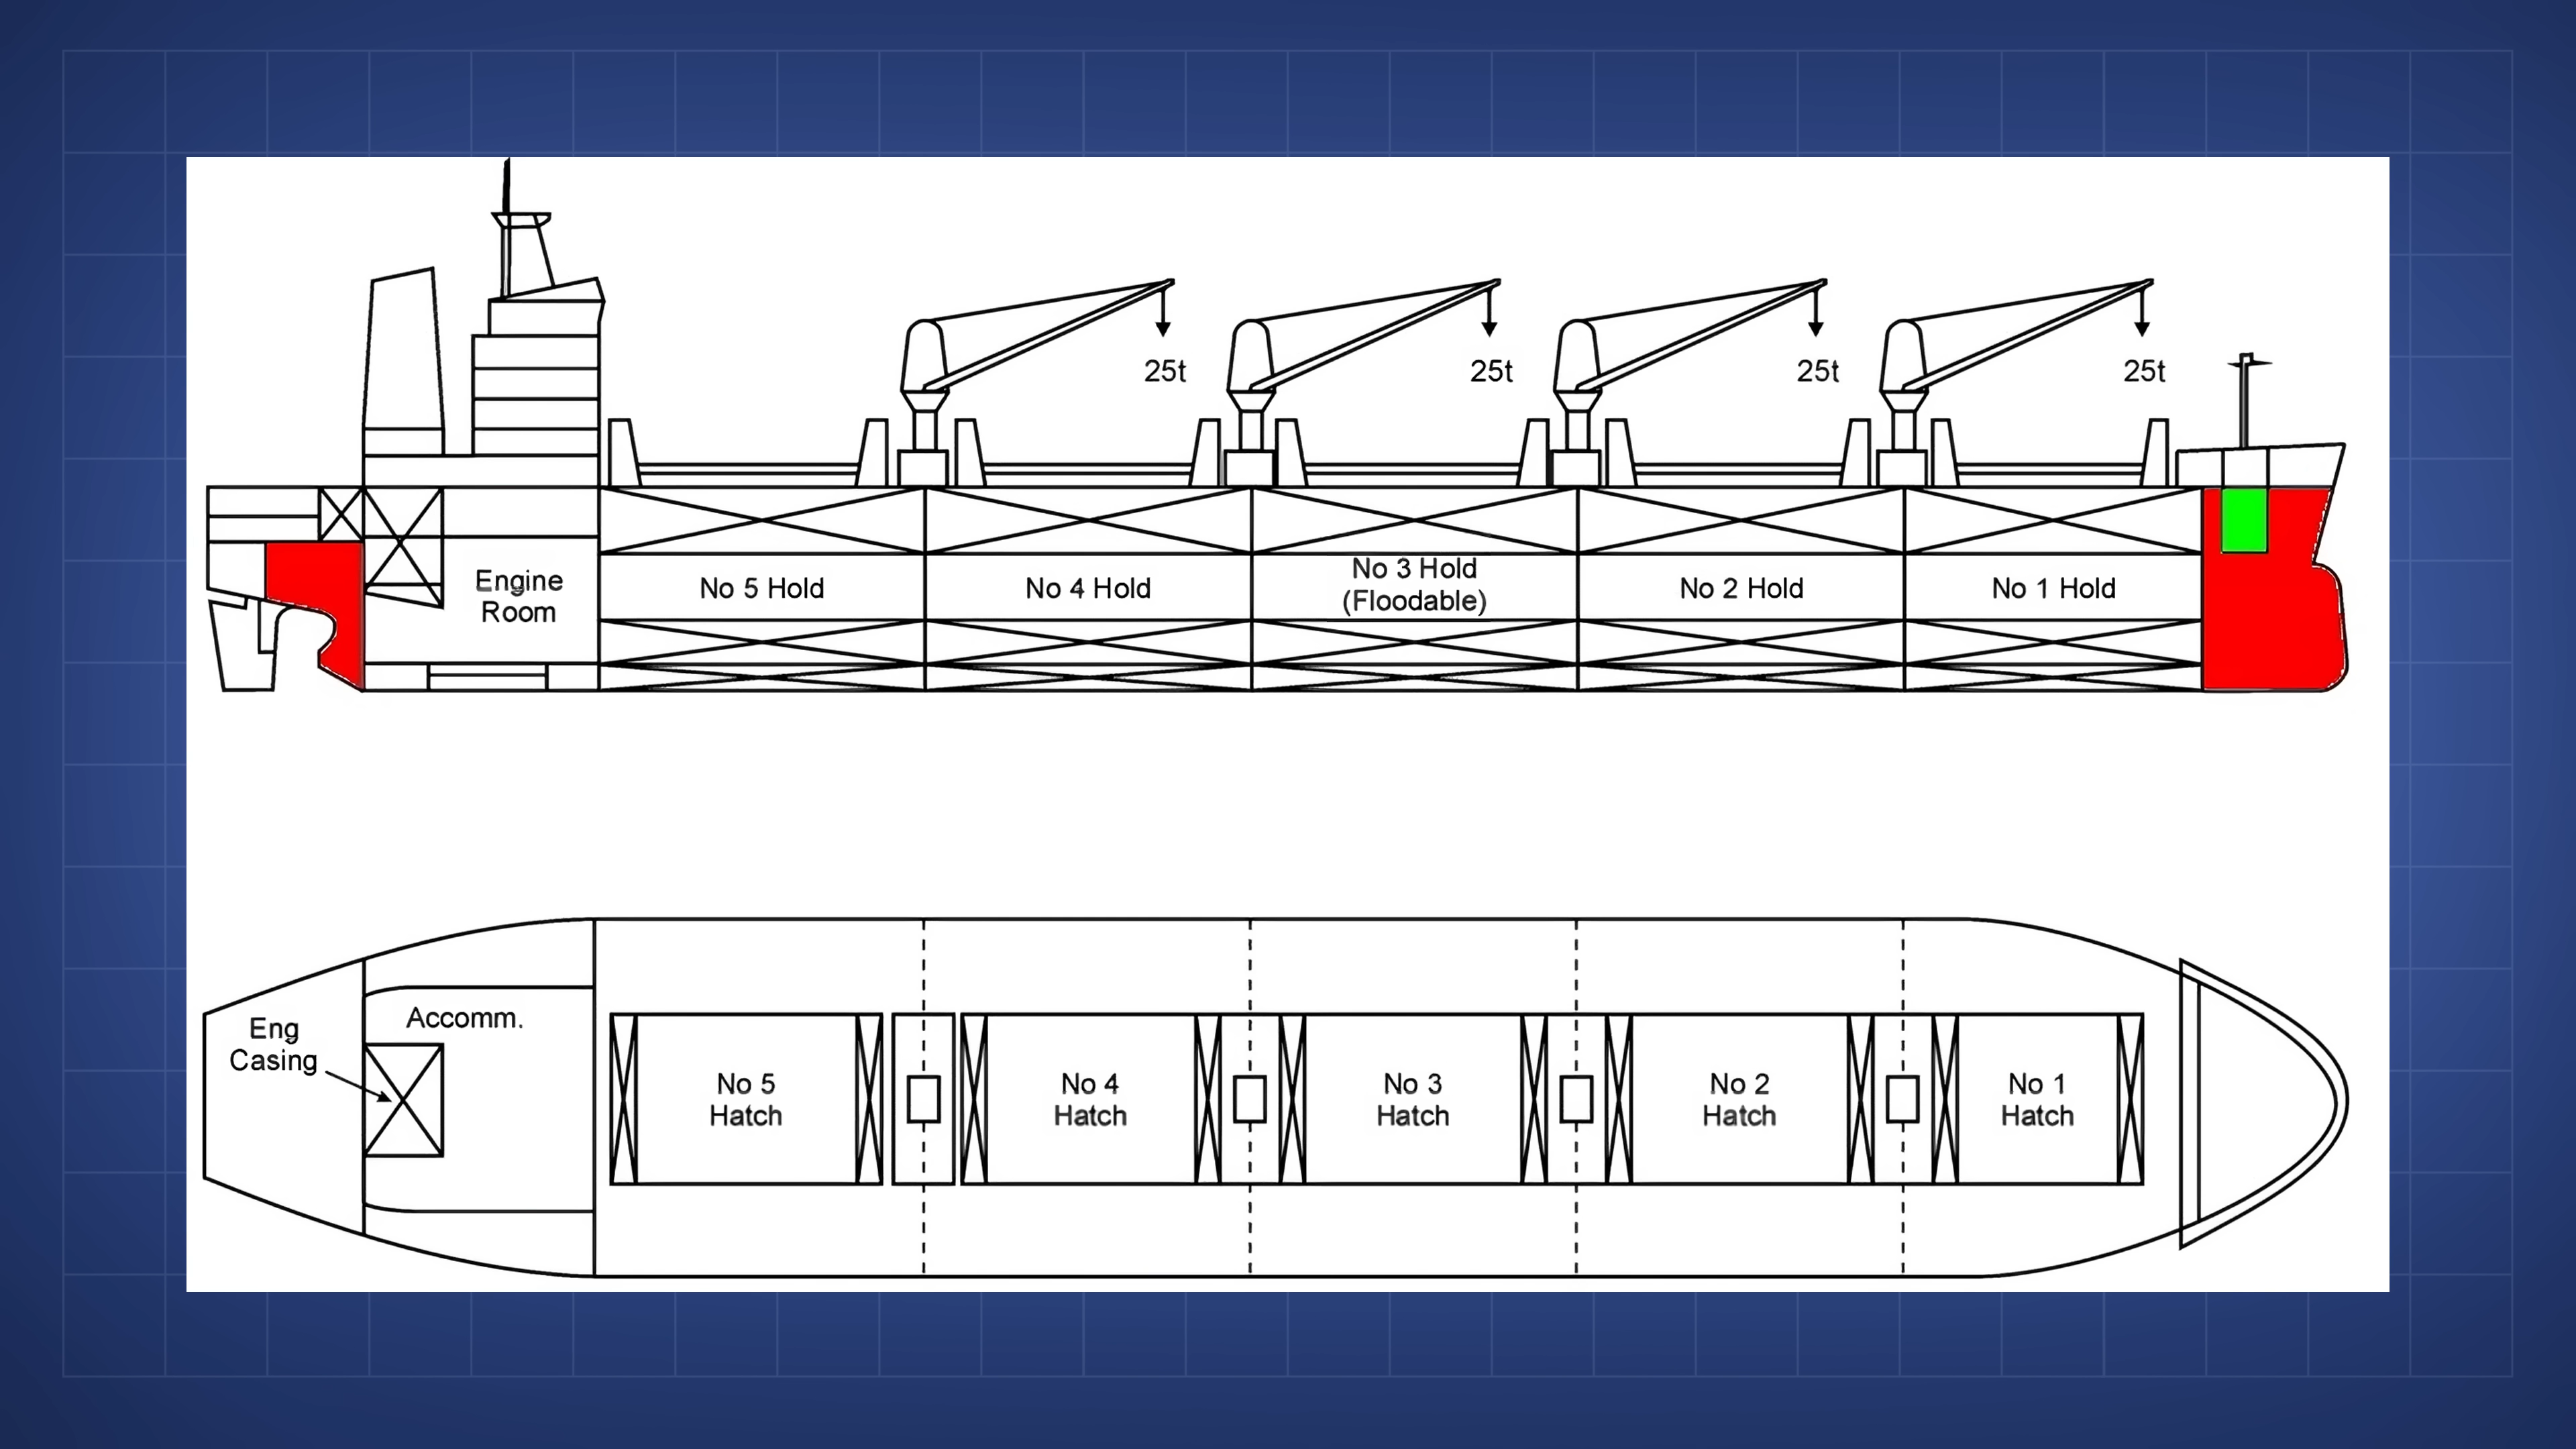 25t
25t
25t
25t
Engine
Room
No 5 Hold
No 4 Hold
No 3 Hold
(Floodable)
No 2 Hold
No 1 Hold
Eng
Casing
Accomm.
No 5
Hatch
No 4
Hatch
No 3
Hatch
No 2
Hatch
No 1
Hatch